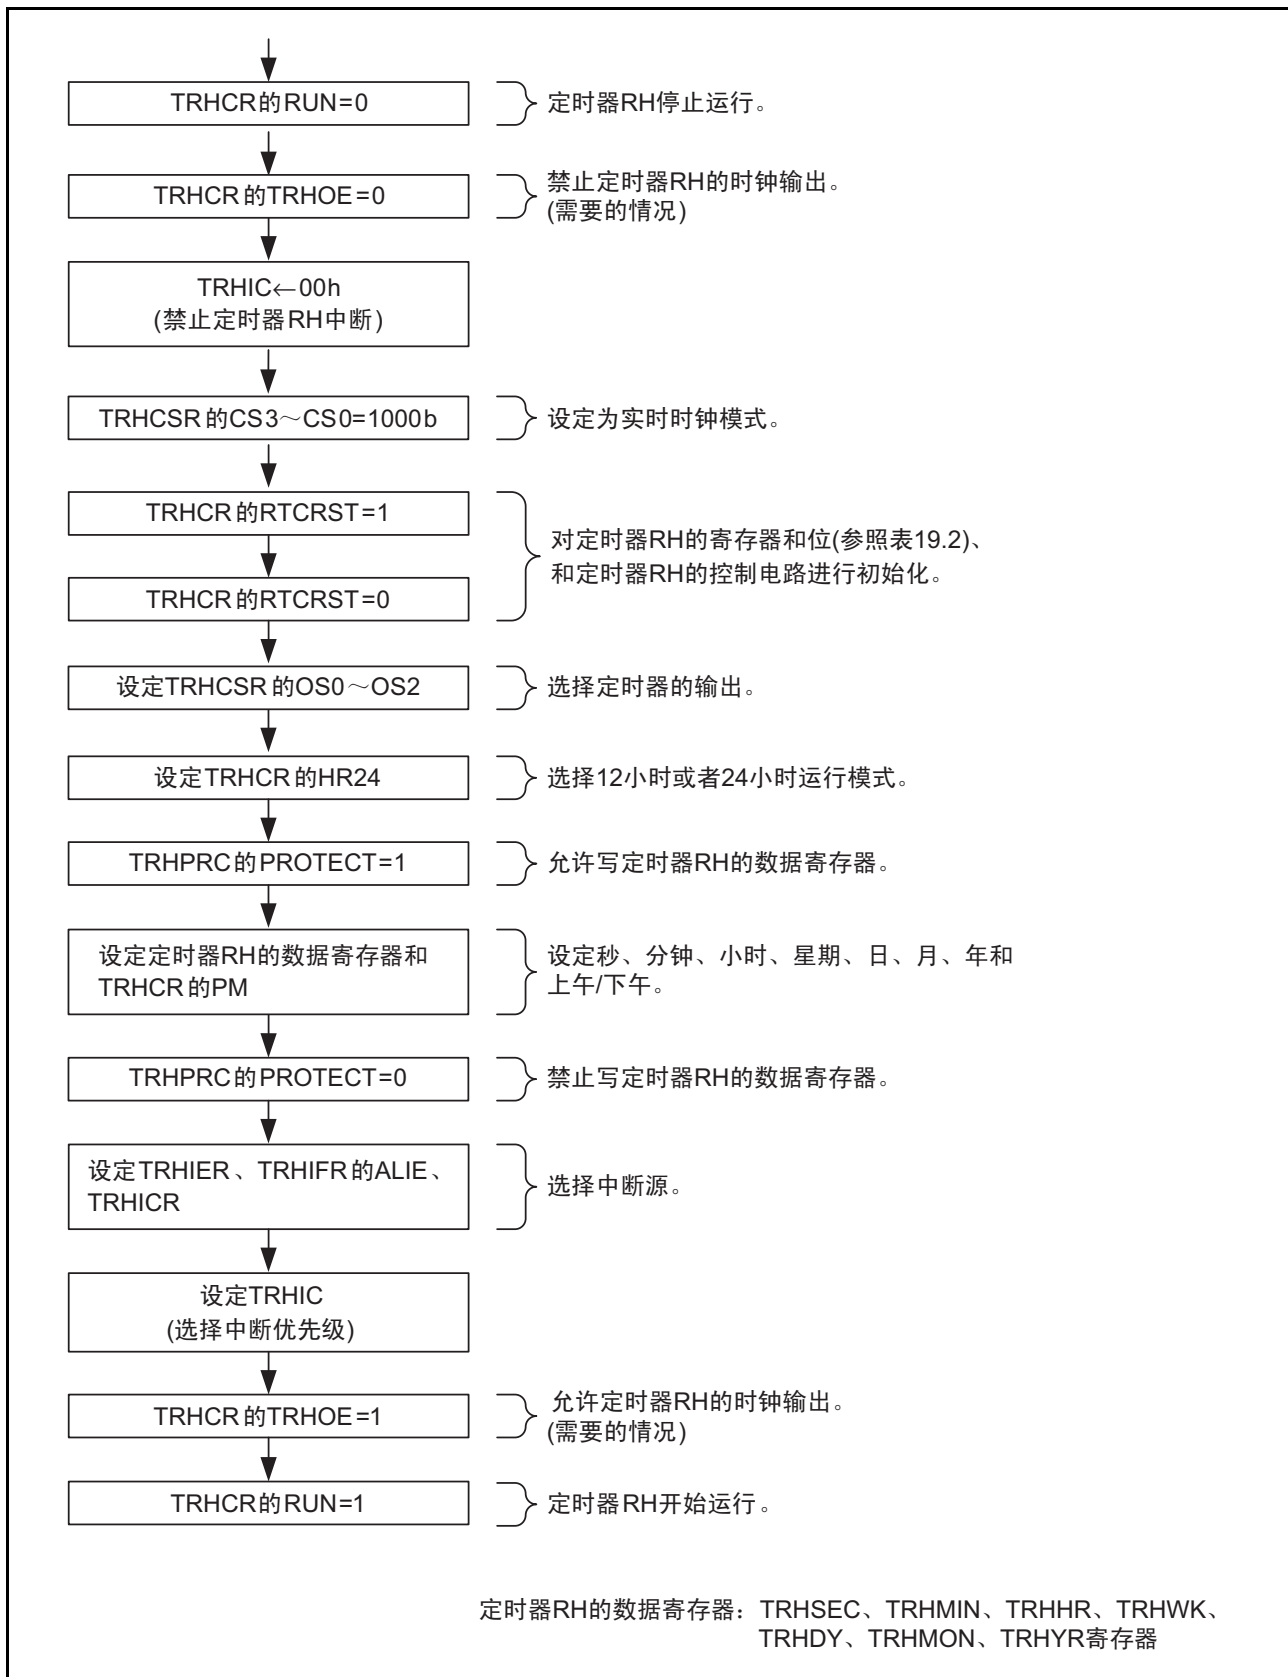 TRHCR的RUN=0
定时器RH停止运行。
TRHCR的TRHOE=0
禁止定时器RH的时钟输出。
(需要的情况)
TRHIC←00h
(禁止定时器RH中断)
TRHCSR的CS3～CS0=1000b
设定为实时时钟模式。
TRHCR的RTCRST=1
TRHCR的RTCRST=0
对定时器RH的寄存器和位(参照表19.2)、
和定时器RH的控制电路进行初始化。
设定TRHCSR的OS0～OS2
选择定时器的输出。
设定TRHCR的HR24
选择12小时或者24小时运行模式。
TRHPRC的PROTECT=1
允许写定时器RH的数据寄存器。
设定定时器RH的数据寄存器和
TRHCR的PM
设定秒、分钟、小时、星期、日、月、年和
上午/下午。
TRHPRC的PROTECT=0
禁止写定时器RH的数据寄存器。
设定TRHIER、TRHIFR的ALIE、
TRHICR
选择中断源。
设定TRHIC
(选择中断优先级)
TRHCR的TRHOE=1
允许定时器RH的时钟输出。
(需要的情况)
TRHCR的RUN=1
定时器RH开始运行。
定时器RH的数据寄存器：TRHSEC、TRHMIN、TRHHR、TRHWK、
TRHDY、TRHMON、TRHYR寄存器